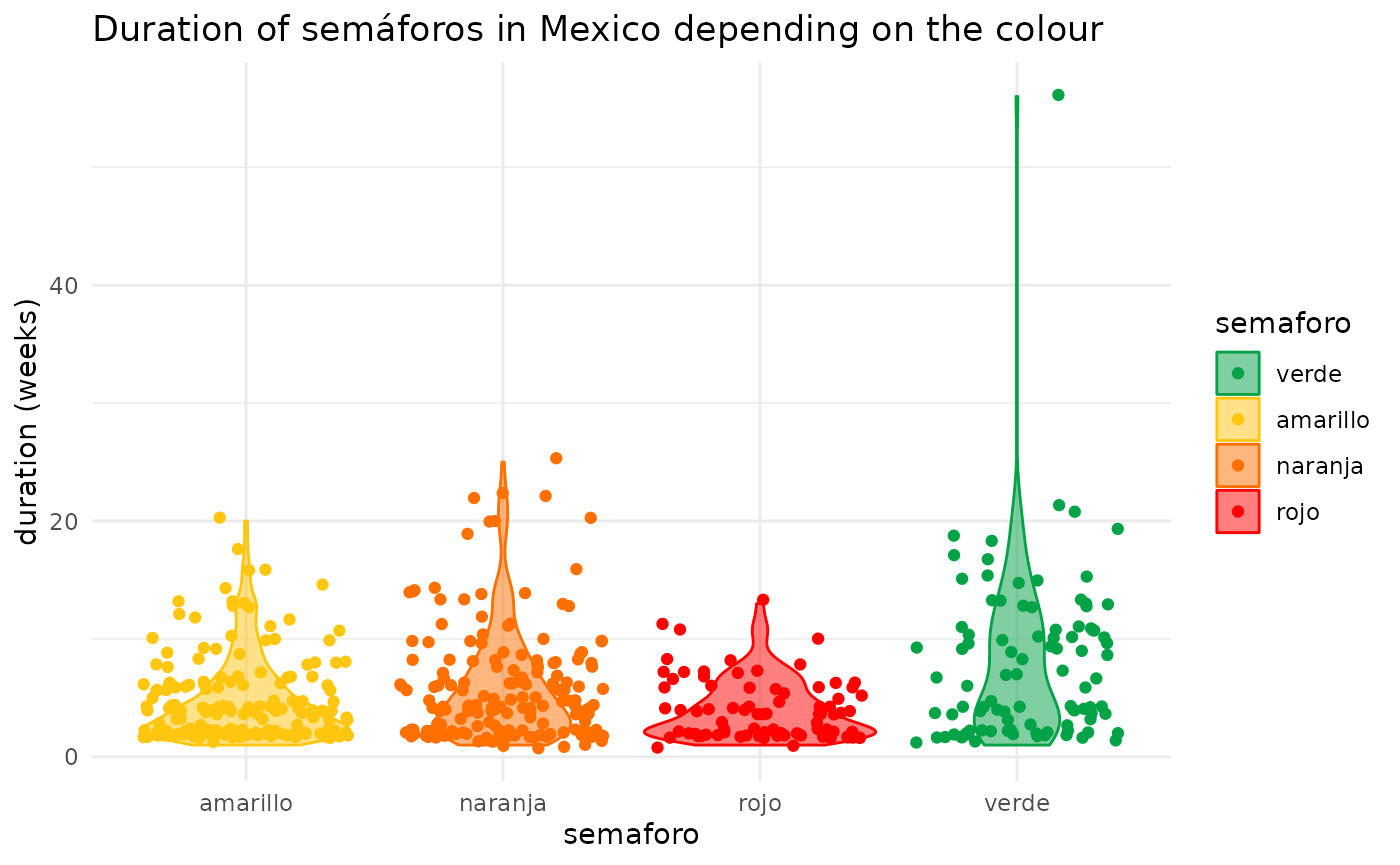 Duration of semáforos in Mexico depending on the colour
duration (weeks)
40
20
0
amarillo
naranja
rojo
verde
semaforo
semaforo
verde
amarillo
naranja
rojo